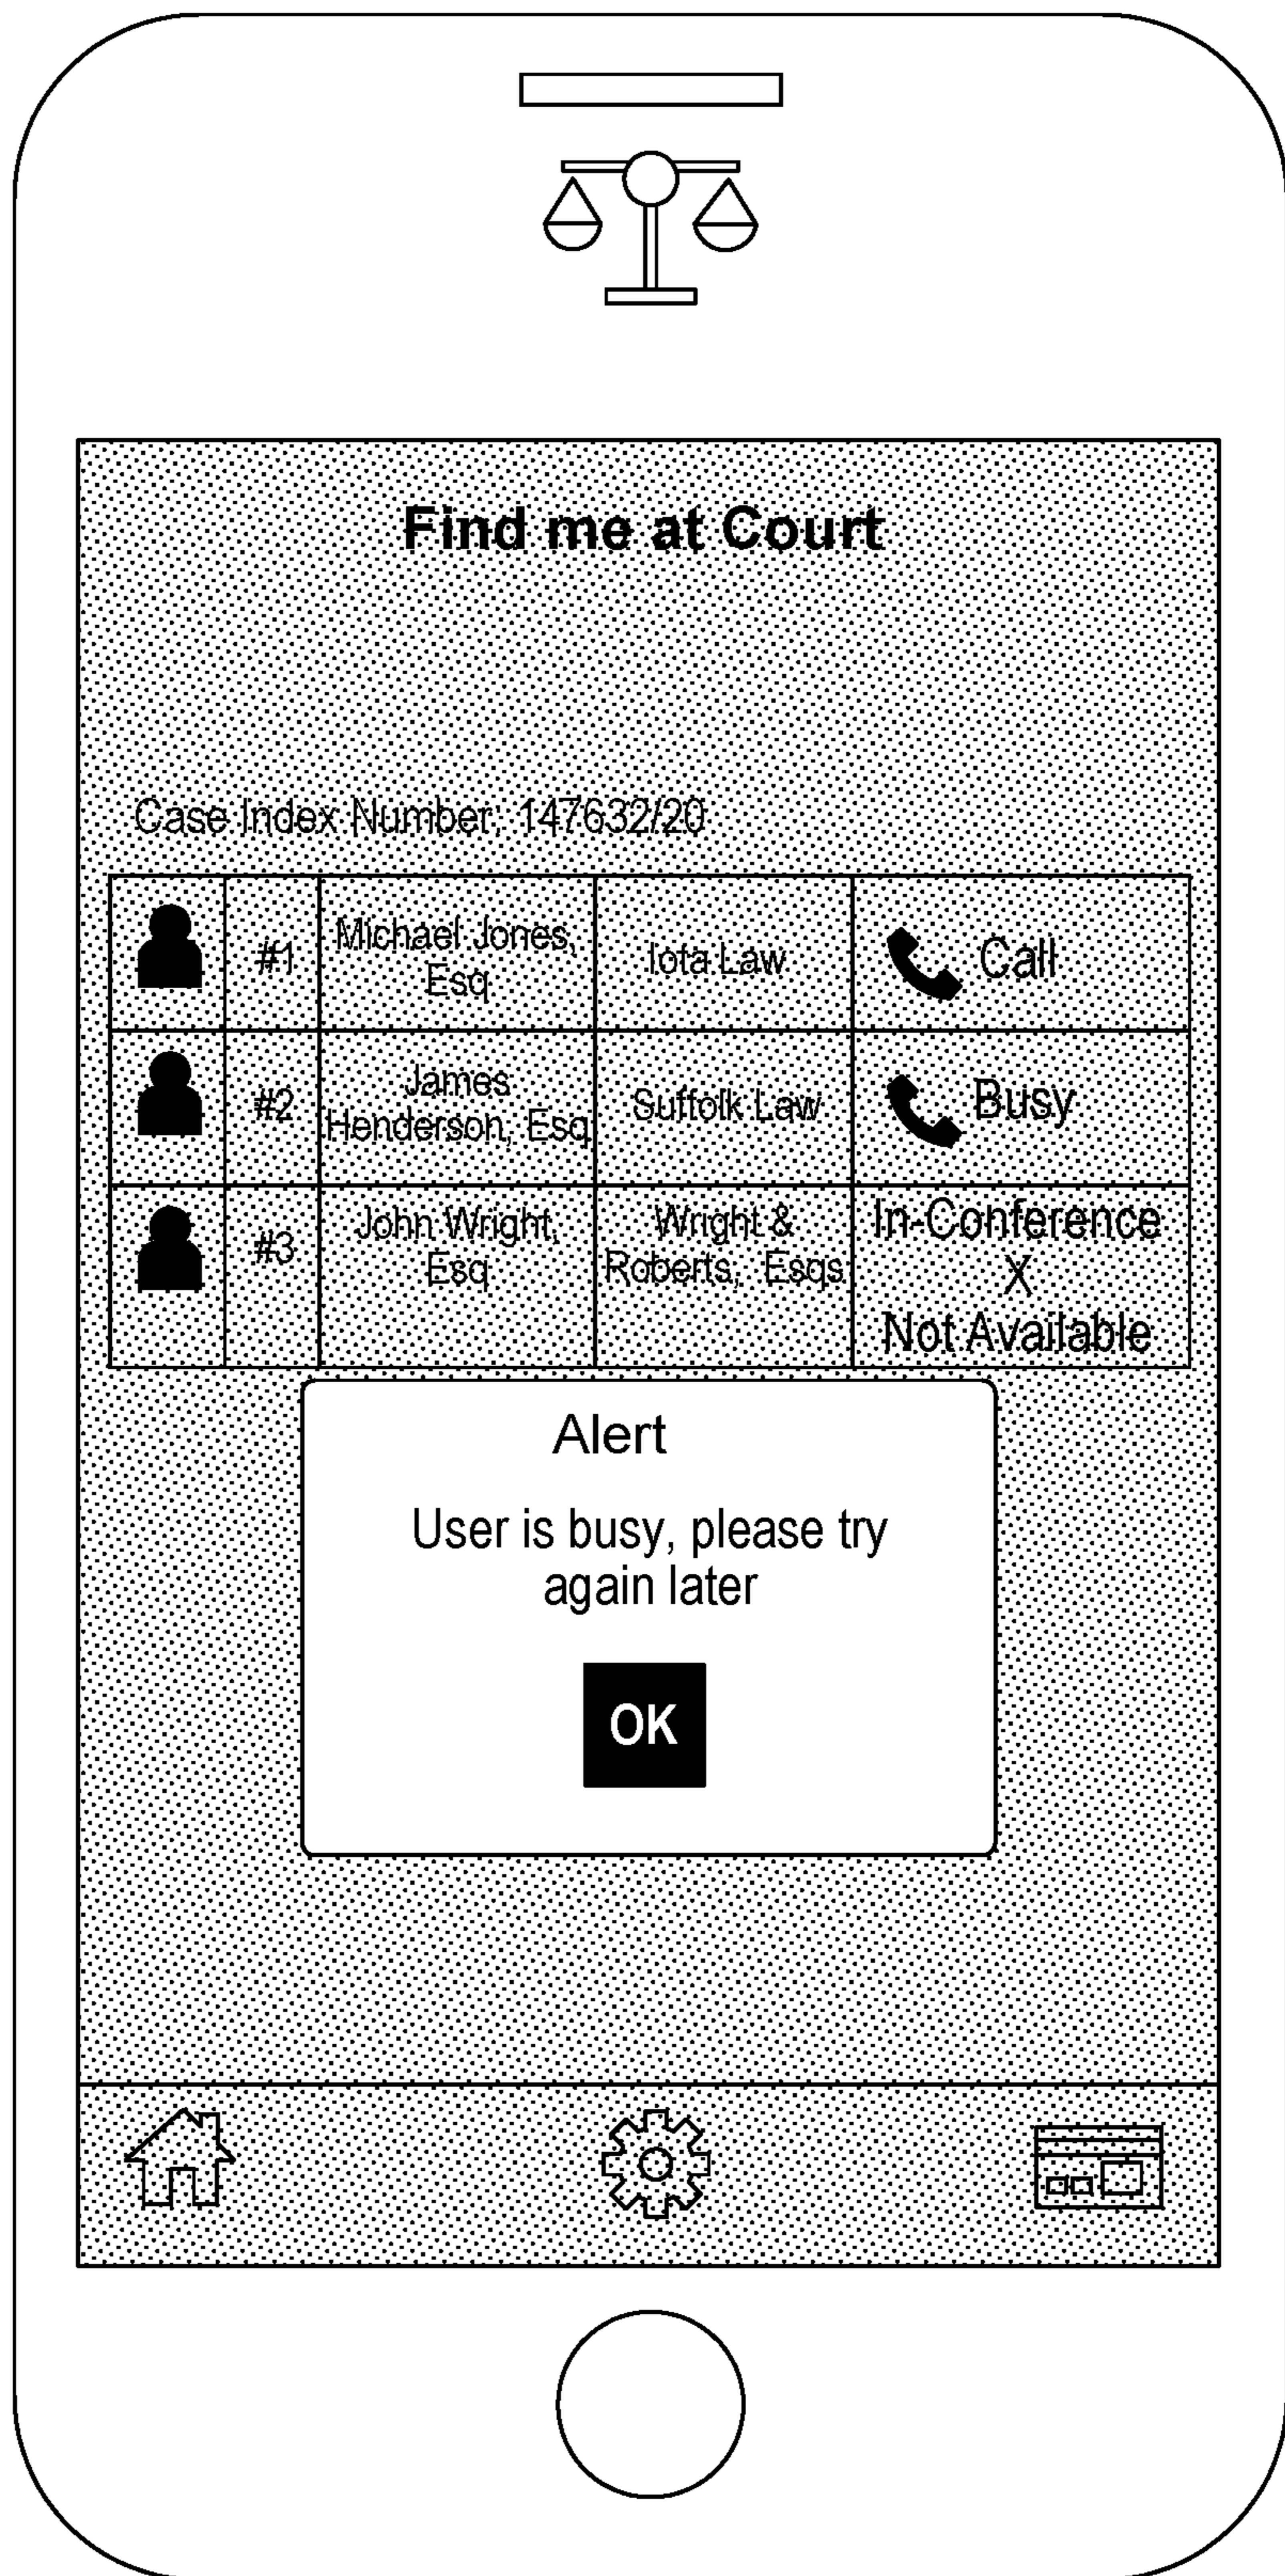 Find me at Court
Case Index Number: 147632/20
#1
Michael Jones,
Esq
Iota Law
Call
#2
James
Henderson, Esq
Suffolk Law
Busy
#3
John Wright,
Esq
Wright &
Roberts, Esqs
In-Conference
X
Not Available
Alert
User is busy, please try
again later
OK